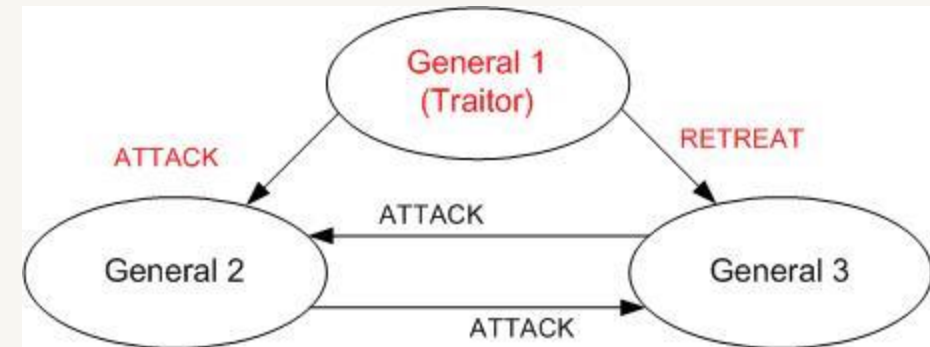 General 1
(Traitor)
ATTACK
RETREAT
ATTACK
General 2
General 3
ATTACK